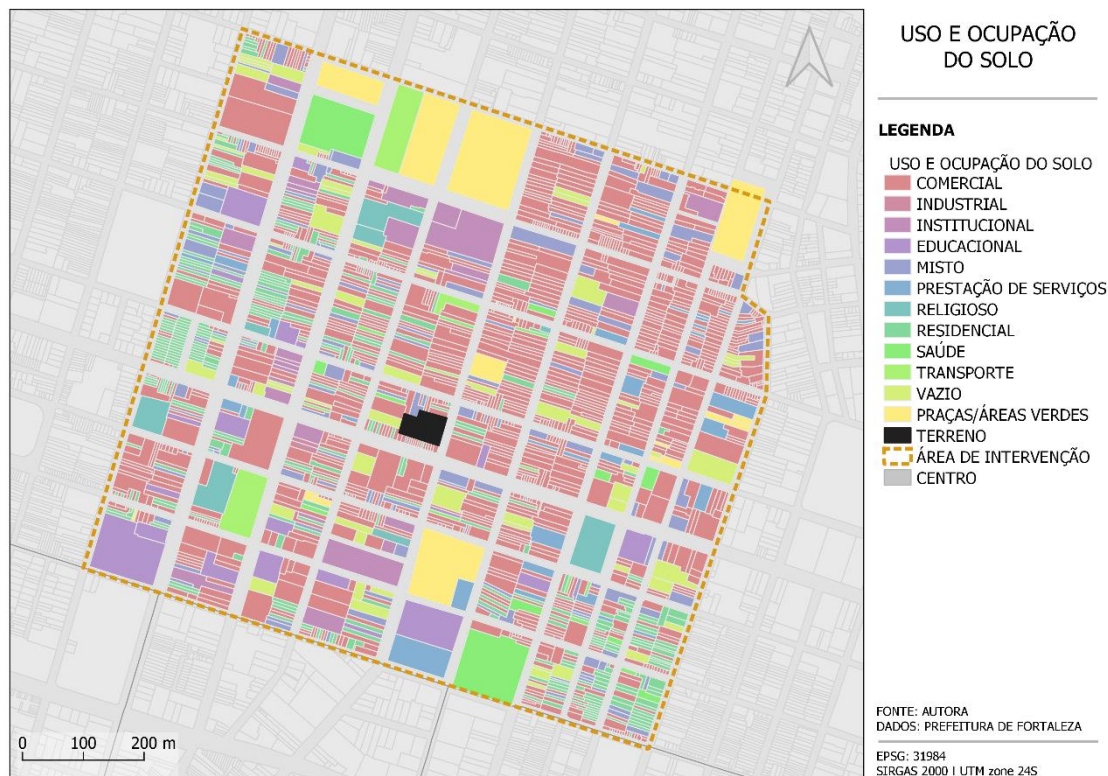 USO E OCUPAÇÃO
DO SOLO
LEGENDA
USO E OCUPAÇÃO DO SOLO
COMERCIAL
INDUSTRIAL
INSTITUCIONAL
EDUCACIONAL
MISTO
PRESTAÇÃO DE SERVIÇOS
RELIGIOSO
RESIDENCIAL
SAÚDE
TRANSPORTE
VAZIO
PRAÇAS/ÁREAS VERDES
TERRENO
ÁREA DE INTERVENÇÃO
CENTRO
0 100 200 m
FONTE: AUTORA
DADOS: PREFEITURA DE FORTALEZA
EPSG: 31984
SIRGAS 2000 | UTM zone 24S